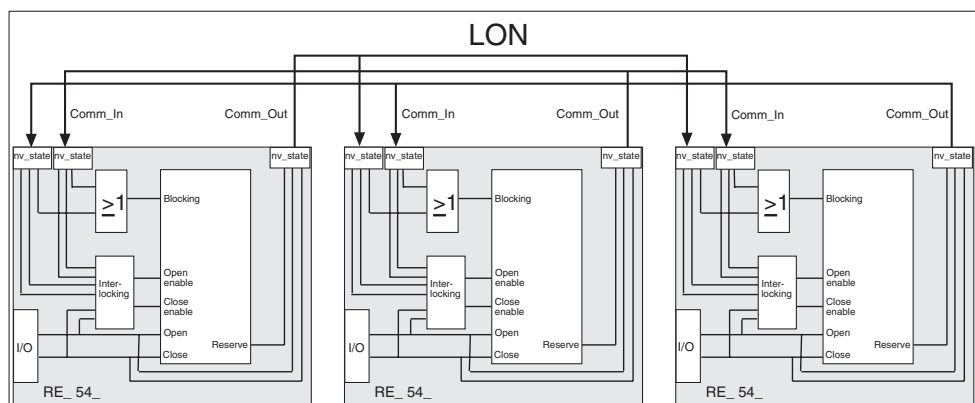 LON
Comm_In Comm_Out Comm_In Comm_Out Comm_In Comm_Out
nv_state nv_state nv_state nv_state nv_state nv_state nv_state nv_state nv_state
≥1 Blocking ≥1 Blocking ≥1 Blocking
Inter-locking Open enable Inter-locking Open enable Inter-locking Open enable
Close enable Close enable Close enable
I/O Open I/O Open I/O Open
Reserve Reserve Reserve
Close Close Close
RE_ 54_ RE_ 54_ RE_ 54_